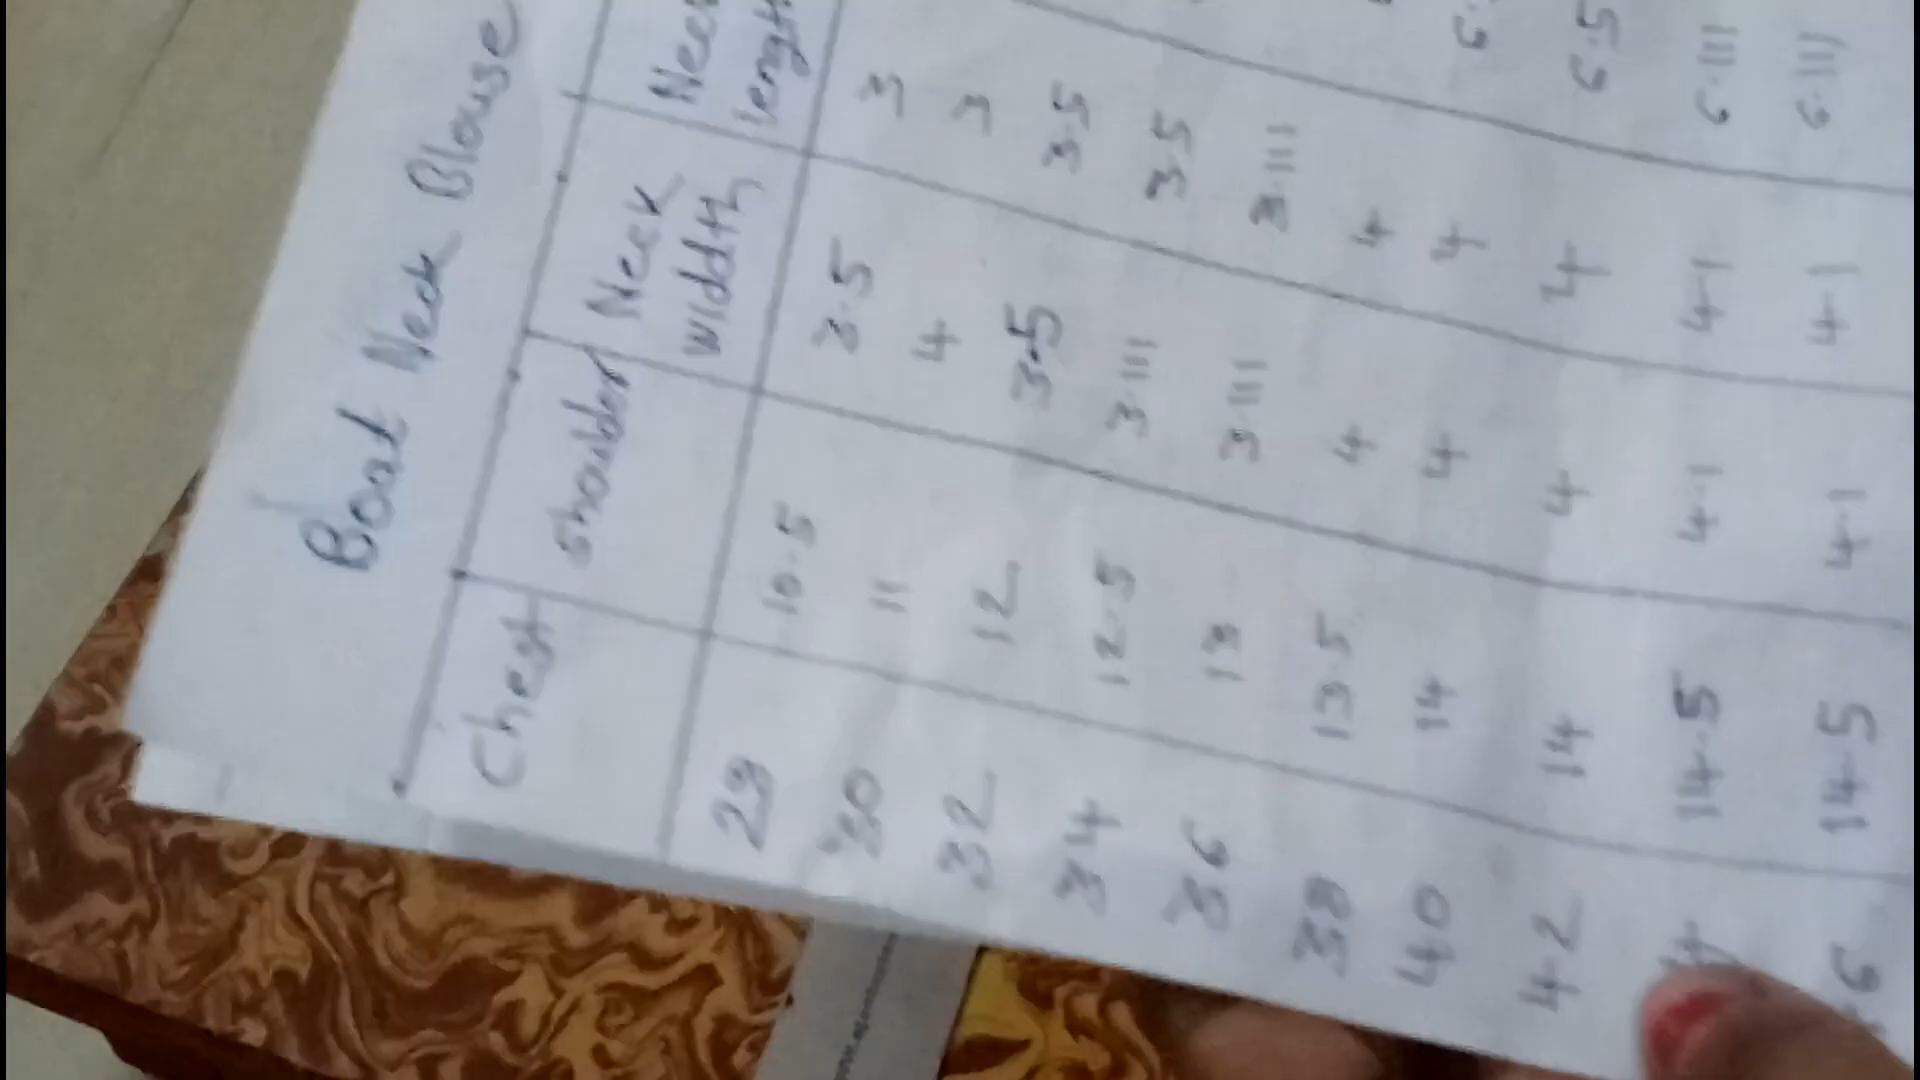 Boat Neck Blouse
Chest shoulder Neck width Neck length
28 10.5 3.5 3
30 11 4 3
32 12 3.5 3.5
34 12.5 3.111 3.5
36 13 3.111 3.111
38 13.5 4 4
40 14 4 4
42 14 4 4 6.5
14.5 4.1 4.1 6.111
14.5 4.1 4.1 6.111